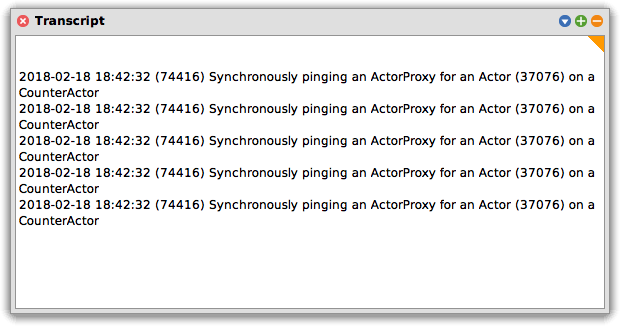 Transcript
2018-02-18 18:42:32 (74416) Synchronously pinging an ActorProxy for an Actor (37076) on a
CounterActor
2018-02-18 18:42:32 (74416) Synchronously pinging an ActorProxy for an Actor (37076) on a
CounterActor
2018-02-18 18:42:32 (74416) Synchronously pinging an ActorProxy for an Actor (37076) on a
CounterActor
2018-02-18 18:42:32 (74416) Synchronously pinging an ActorProxy for an Actor (37076) on a
CounterActor
2018-02-18 18:42:32 (74416) Synchronously pinging an ActorProxy for an Actor (37076) on a
CounterActor